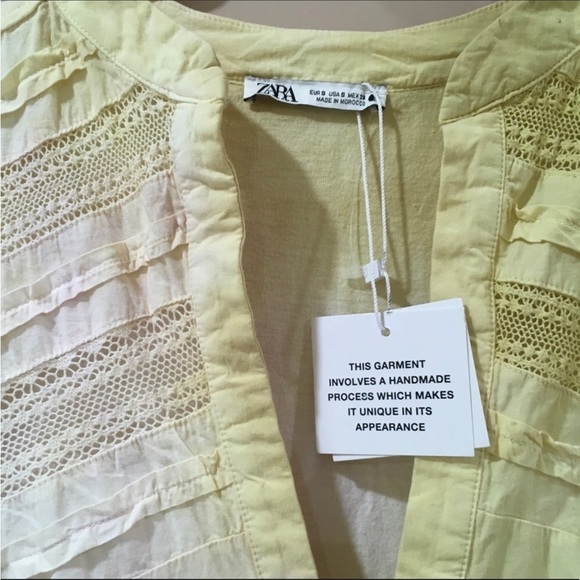 ZARA
EUR S USA S MEX
MADE IN MOROCCO
THIS GARMENT
INVOLVES A HANDMADE
PROCESS WHICH MAKES
IT UNIQUE IN ITS
APPEARANCE